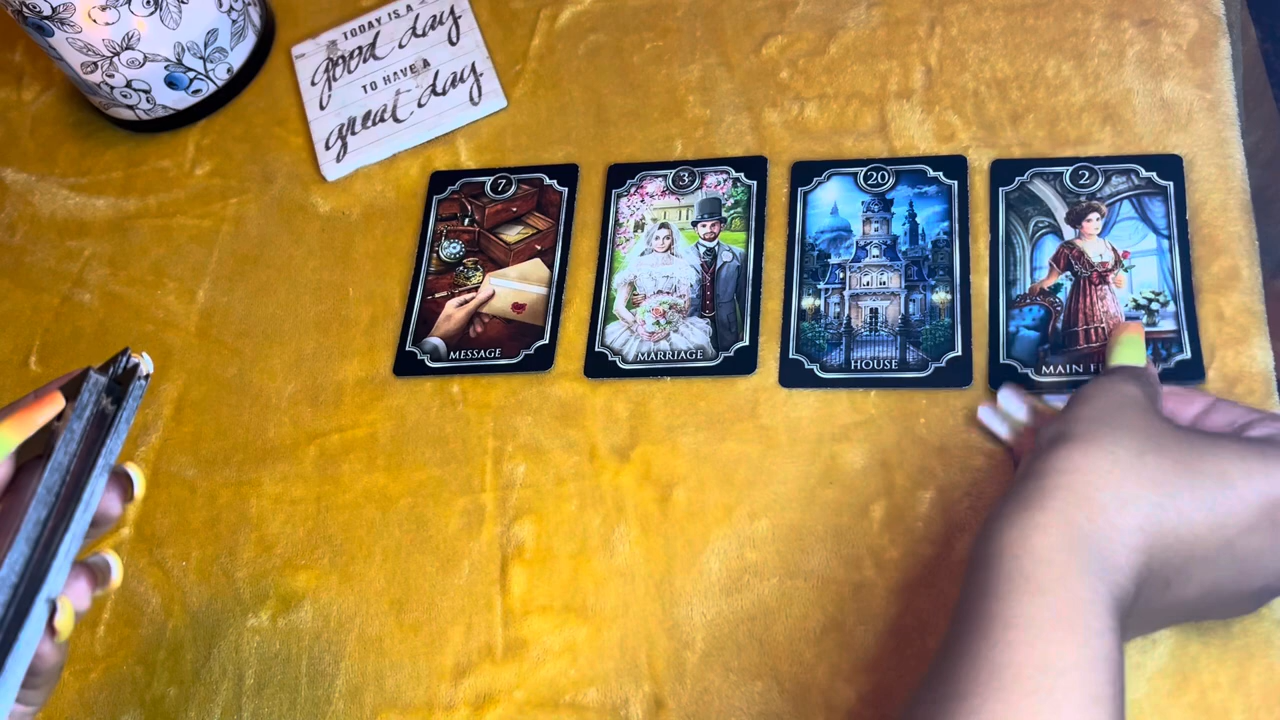 TODAY IS A
good day
TO HAVE A
great day.
7
MESSAGE
3
MARRIAGE
20
HOUSE
2
MAIN